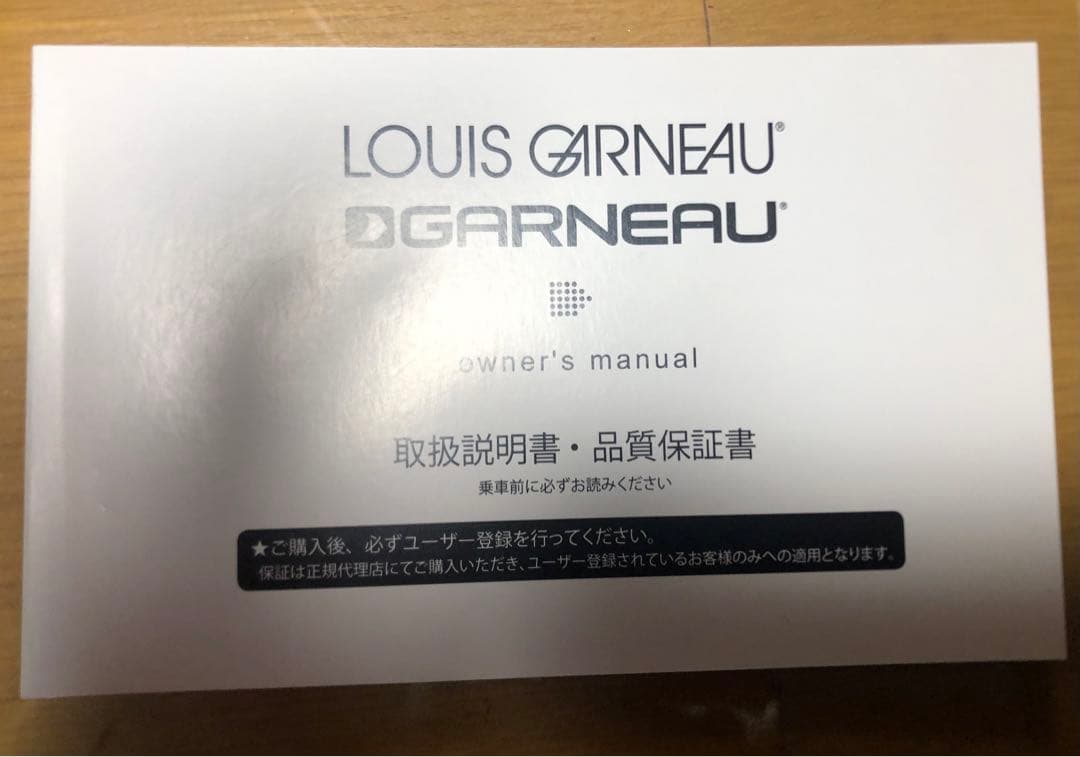 LOUIS GARNEAU®
GARNEAU®
owner's manual
取扱説明書・品質保証書
乗車前に必ずお読みください
★ご購入後、必ずユーザー登録を行ってください。
保証は正規代理店にてご購入いただき、ユーザー登録されているお客様のみへの適用となります。